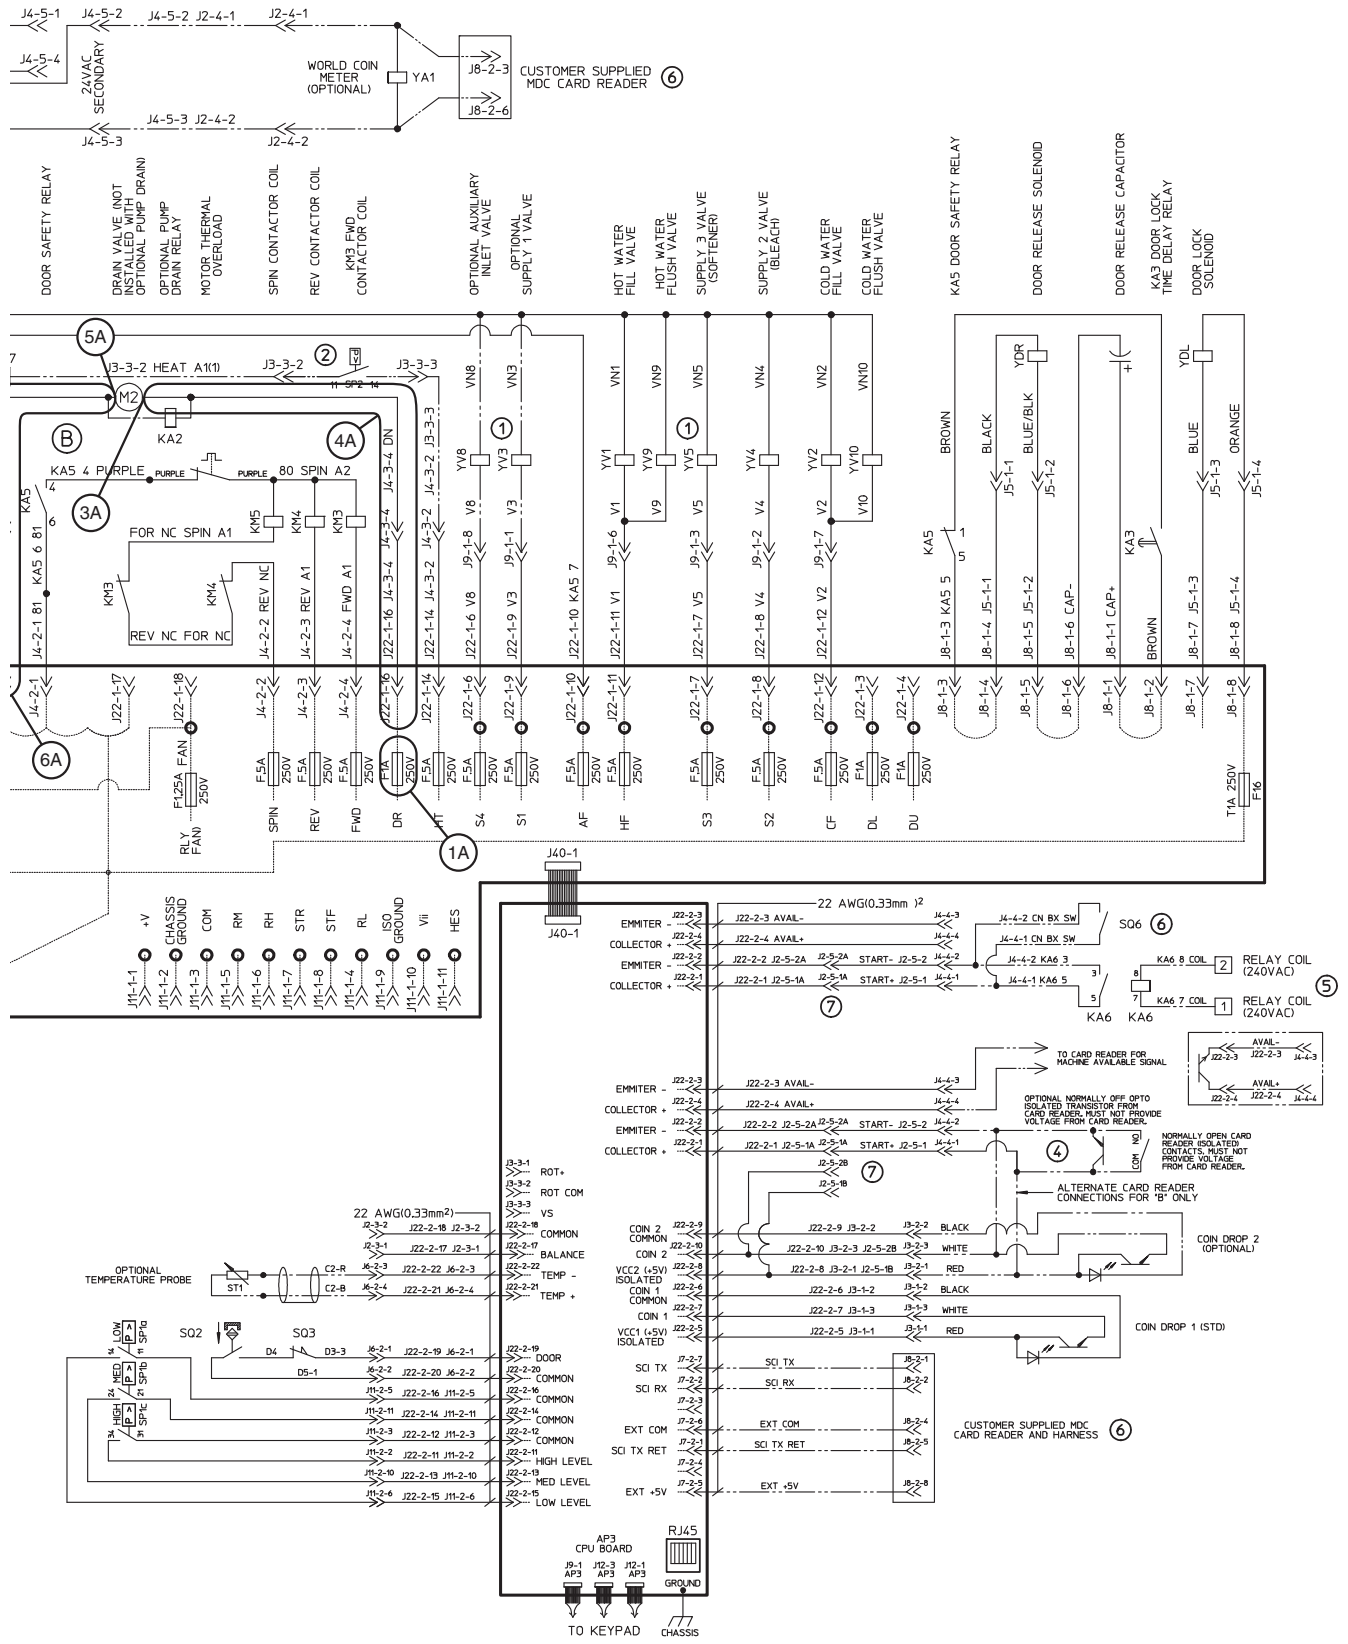 J4-5-1
J4-5-2
J4-5-2 J2-4-1
J2-4-1
J4-5-4
24VAC
SECONDARY
WORLD COIN
METER
(OPTIONAL)
YA1
J8-2-3
J8-2-6
CUSTOMER SUPPLIED
MDC CARD READER
6
J4-5-3 J2-4-2
J4-5-3
J2-4-2
DOOR SAFETY RELAY
DRAIN VALVE (NOT
INSTALLED WITH
OPTIONAL PUMP DRAIN)
OPTIONAL PUMP
DRAIN RELAY
MOTOR THERMAL
OVERLOAD
SPIN CONTACTOR COIL
REV CONTACTOR COIL
KM3 FWD
CONTACTOR COIL
OPTIONAL AUXILIARY
INLET VALVE
OPTIONAL
SUPPLY 1 VALVE
HOT WATER
FILL VALVE
HOT WATER
FLUSH VALVE
SUPPLY 3 VALVE
(SOFTENER)
SUPPLY 2 VALVE
(BLEACH)
COLD WATER
FILL VALVE
COLD WATER
FLUSH VALVE
KA5 DOOR SAFETY RELAY
DOOR RELEASE SOLENOID
DOOR RELEASE CAPACITOR
KA3 DOOR LOCK
TIME DELAY RELAY
DOOR LOCK
SOLENOID
5A
7
J3-3-2 HEAT A1(1)
J3-3-2
2
11 SP2 14
J3-3-3
M2
KA2
B
4A
3A
KA5 4 PURPLE
PURPLE
PURPLE
80 SPIN A2
KA5
4
6
KA5 6 81
J4-2-1 81
FOR NC SPIN A1
KM3
KM4
REV NC FOR NC
KM5
KM4
KM3
J4-2-2 REV NC
J4-2-3 REV A1
J4-2-4 FWD A1
J4-3-4 DN
J4-3-4
J22-1-16 J4-3-4
J4-3-2 J3-3-3
J4-3-2
J22-1-14 J4-3-2
VN8
1
YV8
V8
J9-1-8
J22-1-6 V8
VN3
YV3
V3
J9-1-1
J22-1-9 V3
J22-1-10 KA5 7
VN1
YV1
V1
J9-1-6
J22-1-11 V1
VN9
YV9
V9
VN5
1
YV5
V5
J9-1-3
J22-1-7 V5
VN4
YV4
V4
J9-1-2
J22-1-8 V4
VN2
YV2
V2
J9-1-7
J22-1-12 V2
VN10
YV10
V10
BROWN
KA5
1
5
J8-1-3 KA5 5
BLACK
J5-1-1
J8-1-4 J5-1-1
YDR
BLUE/BLK
J5-1-2
J8-1-5 J5-1-2
J8-1-6 CAP-
+
J8-1-1 CAP+
KA3
BROWN
YDL
BLUE
J5-1-3
J8-1-7 J5-1-3
ORANGE
J5-1-4
J8-1-8 J5-1-4
J4-2-1
J22-1-17
J22-1-18
J4-2-2
J4-2-3
J4-2-4
J22-1-16
J22-1-14
J22-1-6
J22-1-9
J22-1-10
J22-1-11
J22-1-7
J22-1-8
J22-1-12
J22-1-3
J22-1-4
J8-1-3
J8-1-4
J8-1-5
J8-1-6
J8-1-1
J8-1-2
J8-1-7
J8-1-8
6A
FAN
F1.25A
250V
RLY
FAN)
F.5A
250V
SPIN
F.5A
250V
REV
F.5A
250V
FWD
F1A
250V
DR
F.5A
250V
HT
1A
F.5A
250V
S4
F.5A
250V
S1
F.5A
250V
AF
F.5A
250V
HF
F.5A
250V
S3
F.5A
250V
S2
F.5A
250V
CF
F1A
250V
DL
F1A
250V
DU
T1A 250V
F16
J40-1
J40-1
+V
CHASSIS
GROUND
COM
RM
RH
STR
STF
RL
ISO
GROUND
Vii
HES
J11-1-1
J11-1-2
J11-1-3
J11-1-5
J11-1-6
J11-1-7
J11-1-8
J11-1-4
J11-1-9
J11-1-10
J11-1-11
22 AWG(0.33mm )2
EMMITER -
J22-2-3
J22-2-3 AVAIL-
J4-4-3
COLLECTOR +
J22-2-4
J22-2-4 AVAIL+
J4-4-4
EMMITER -
J22-2-2
J22-2-2 J2-5-2A
J2-5-2A
START- J2-5-2
J4-4-2
COLLECTOR +
J22-2-1
J22-2-1 J2-5-1A
J2-5-1A
START+ J2-5-1
J4-4-1
7
J4-4-2 CN BX SW
J4-4-1 CN BX SW
SQ6
6
J4-4-2 KA6 3
J4-4-1 KA6 5
3
5
KA6
8
7
KA6
KA6 8 COIL
2
RELAY COIL
(240VAC)
KA6 7 COIL
1
RELAY COIL
(240VAC)
5
TO CARD READER FOR
MACHINE AVAILABLE SIGNAL
AVAIL-
J22-2-3
J22-2-3
J4-4-3
AVAIL+
J22-2-4
J22-2-4
J4-4-4
EMMITER -
J22-2-3
J22-2-3 AVAIL-
J4-4-3
COLLECTOR +
J22-2-4
J22-2-4 AVAIL+
J4-4-4
EMMITER -
J22-2-2
J22-2-2 J2-5-2A
J2-5-2A
START- J2-5-2
J4-4-2
COLLECTOR +
J22-2-1
J22-2-1 J2-5-1A
J2-5-1A
START+ J2-5-1
J4-4-1
OPTIONAL NORMALLY OFF OPTO
ISOLATED TRANSISTOR FROM
CARD READER. MUST NOT PROVIDE
VOLTAGE FROM CARD READER.
4
COM NO
NORMALLY OPEN CARD
READER (ISOLATED)
CONTACTS. MUST NOT
PROVIDE VOLTAGE
FROM CARD READER.
J2-5-2B
J2-5-1B
7
ALTERNATE CARD READER
CONNECTIONS FOR "B" ONLY
J3-3-1
ROT+
J3-3-2
ROT COM
J3-3-3
VS
22 AWG(0.33mm²)
J2-3-2
J22-2-18 J2-3-2
J22-2-18
COMMON
J2-3-1
J22-2-17 J2-3-1
J22-2-17
BALANCE
OPTIONAL
TEMPERATURE PROBE
ST1
C2-R
J6-2-3
J22-2-22 J6-2-3
J22-2-22
TEMP -
C2-B
J6-2-4
J22-2-21 J6-2-4
J22-2-21
TEMP +
COIN 2
COMMON
J22-2-9
J22-2-9 J3-2-2
J3-2-2
BLACK
COIN 2
J22-2-10
J22-2-10 J3-2-3 J2-5-2B
J3-2-3
WHITE
VCC2 (+5V)
ISOLATED
J22-2-8
J22-2-8 J3-2-1 J2-5-1B
J3-2-1
RED
COIN DROP 2
(OPTIONAL)
COIN 1
COMMON
J22-2-6
J22-2-6 J3-1-2
J3-1-2
BLACK
COIN 1
J22-2-7
J22-2-7 J3-1-3
J3-1-3
WHITE
VCC1 (+5V)
ISOLATED
J22-2-5
J22-2-5 J3-1-1
J3-1-1
RED
COIN DROP 1 (STD)
LOW
P
SP1a
14
11
MED
P
SP1b
24
21
HIGH
P
SP1c
34
31
SQ2
SQ3
D4
D3-3
D5-1
J6-2-1
J22-2-19 J6-2-1
J22-2-19
DOOR
J6-2-2
J22-2-20 J6-2-2
J22-2-20
COMMON
J11-2-5
J22-2-16 J11-2-5
J22-2-16
COMMON
J11-2-11
J22-2-14 J11-2-11
J22-2-14
COMMON
J11-2-3
J22-2-12 J11-2-3
J22-2-12
COMMON
J11-2-2
J22-2-11 J11-2-2
J22-2-11
HIGH LEVEL
J11-2-10
J22-2-13 J11-2-10
J22-2-13
MED LEVEL
J11-2-6
J22-2-15 J11-2-6
J22-2-15
LOW LEVEL
SCI TX
J7-2-7
SCI TX
J8-2-1
SCI RX
J7-2-2
SCI RX
J8-2-2
J7-2-3
EXT COM
J7-2-6
EXT COM
J8-2-4
SCI TX RET
J7-2-1
SCI TX RET
J8-2-5
J7-2-4
EXT +5V
J7-2-5
EXT +5V
J8-2-8
CUSTOMER SUPPLIED MDC
CARD READER AND HARNESS
6
RJ45
AP3
CPU BOARD
J9-1
AP3
J12-3
AP3
J12-1
AP3
GROUND
TO KEYPAD
CHASSIS